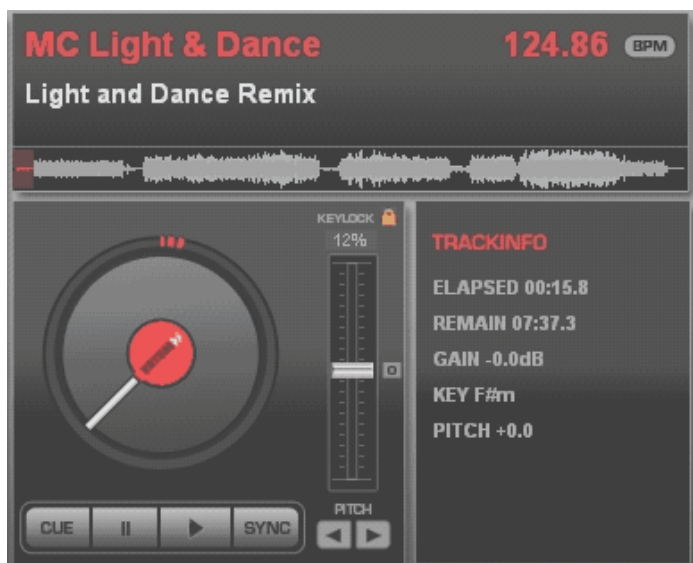 MC Light & Dance 124.86 BPM
Light and Dance Remix
KEYLOCK
12%
TRACKINFO
ELAPSED 00:15.8
REMAIN 07:37.3
GAIN -0.0dB
KEY F#m
PITCH +0.0
PITCH
CUE SYNC